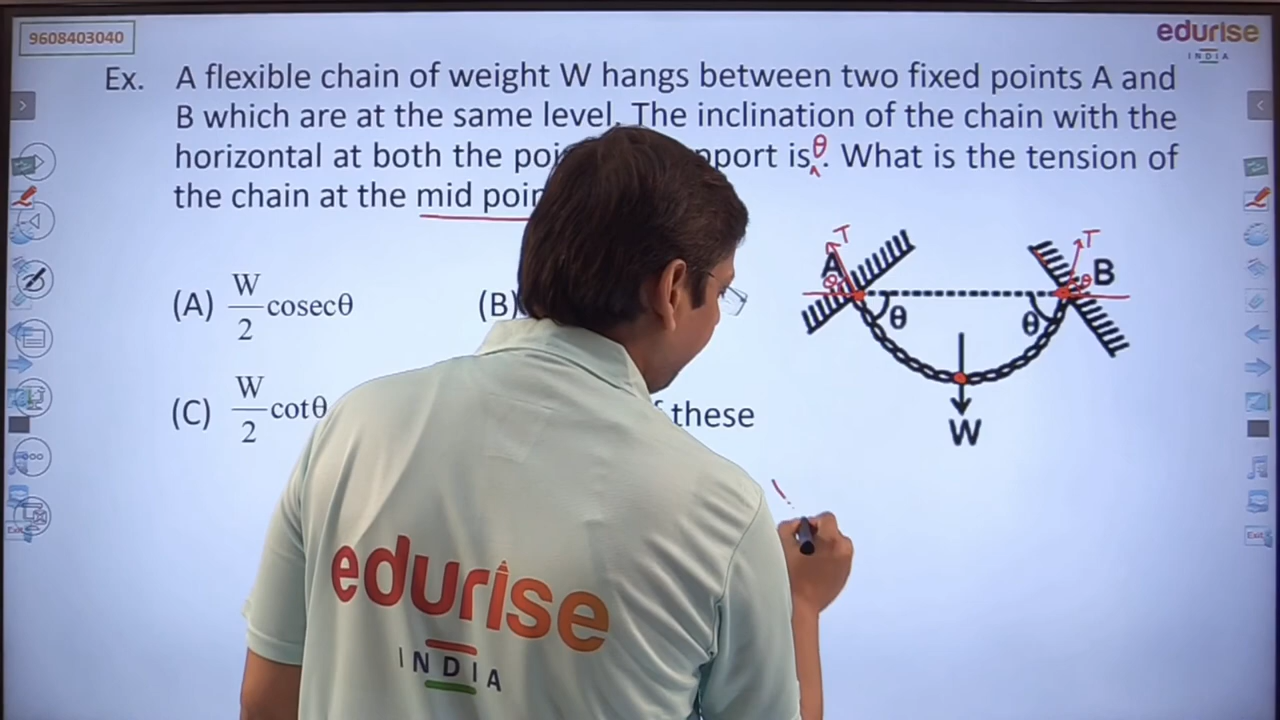 9608403040
edurise
INDIA
Ex. A flexible chain of weight W hangs between two fixed points A and
B which are at the same level. The inclination of the chain with the
horizontal at both the pport is θ. What is the tension of
the chain at the mid
(A) W/2 cosecθ
(B)
(C) W/2 cotθ
these
T
T
A
B
θ
θ
θ
θ
W
edurise
INDIA
Exit
Exit